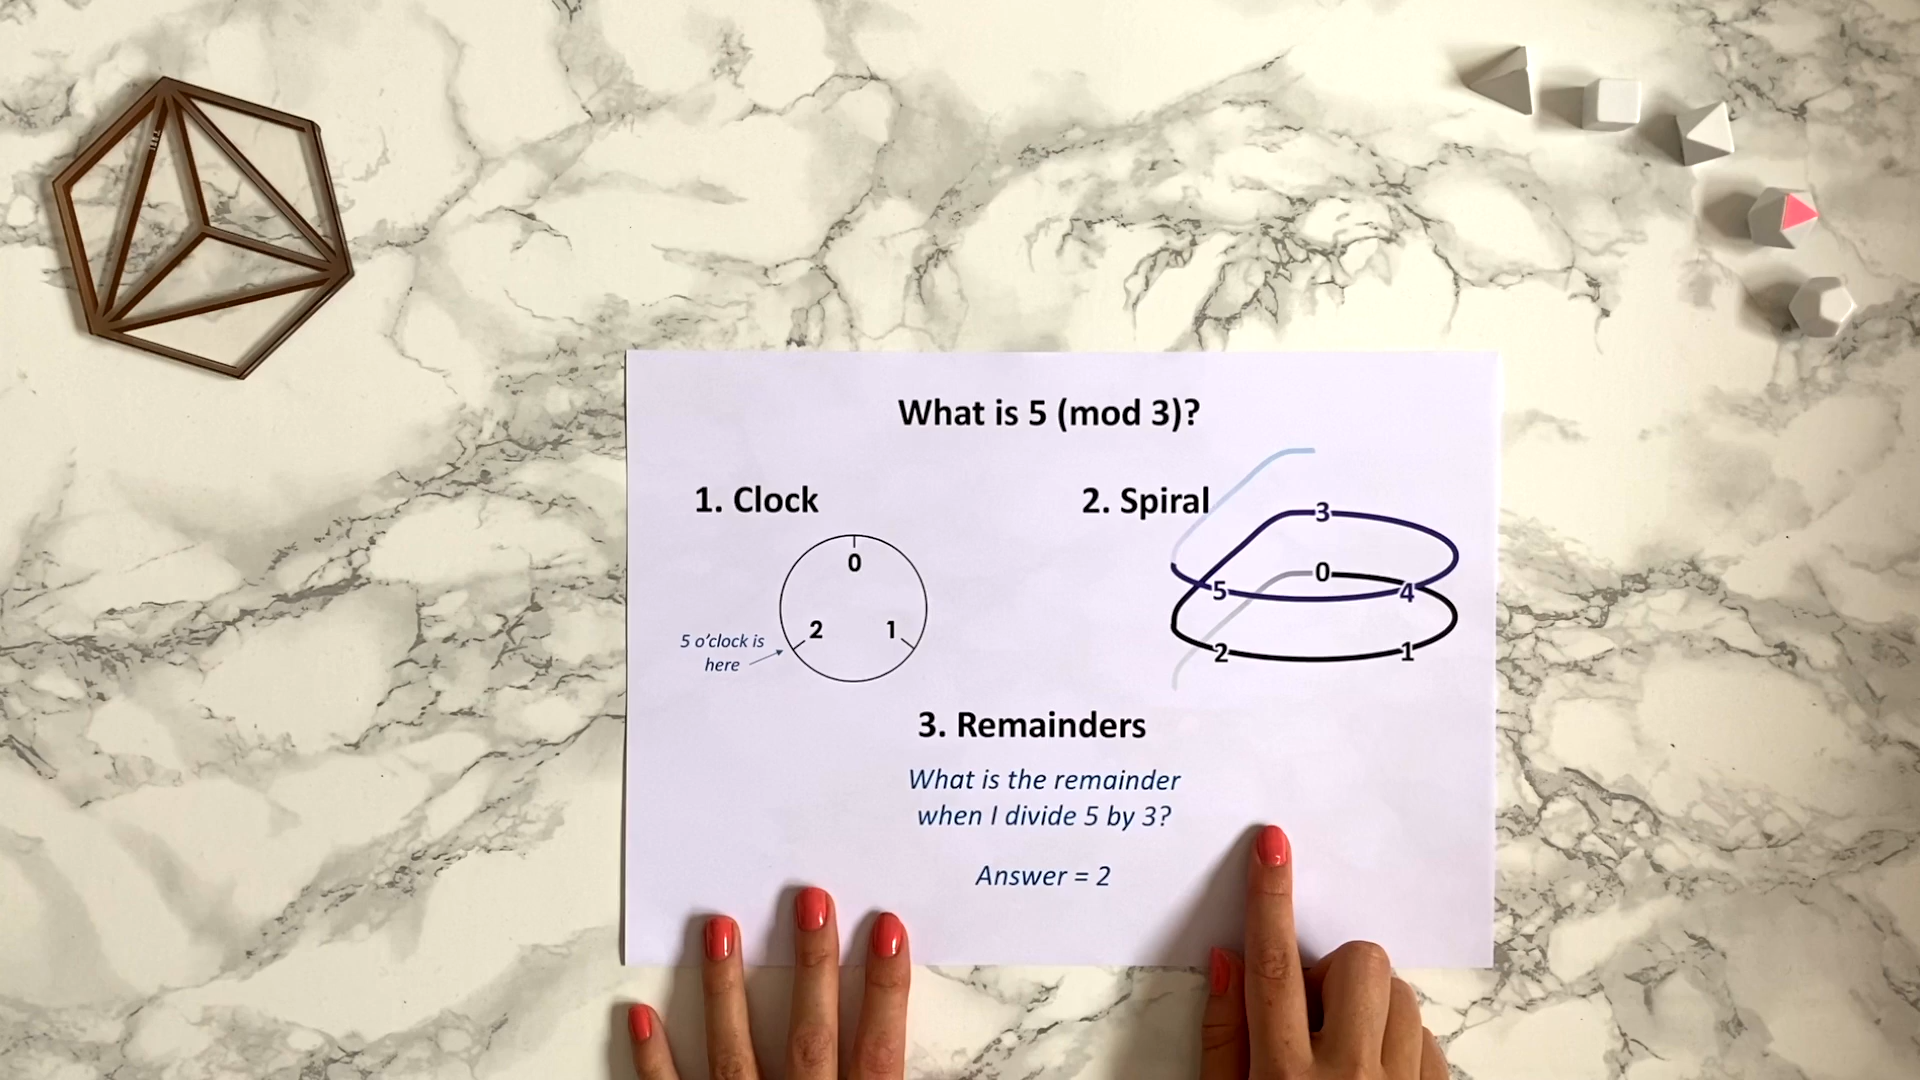 What is 5 (mod 3)?
1. Clock
0
2
1
5 o'clock is
here
2. Spiral
3
0
5
4
2
1
3. Remainders
What is the remainder
when I divide 5 by 3?
Answer = 2